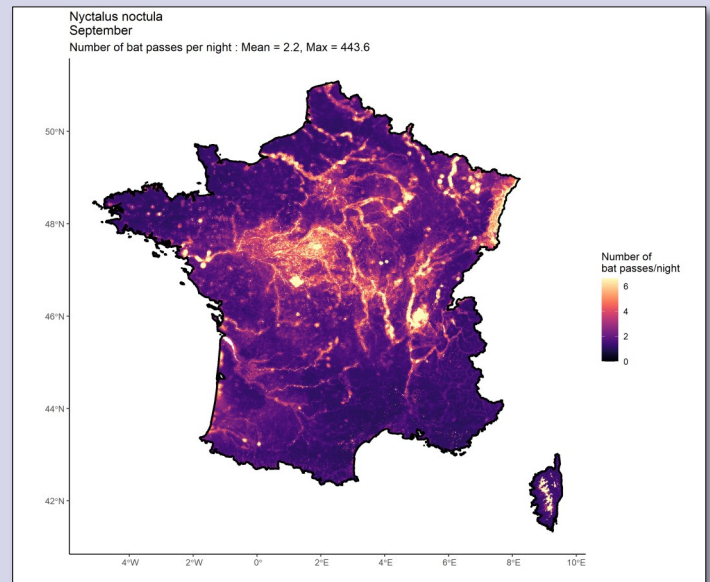 Nyctalus noctula
September
Number of bat passes per night : Mean = 2.2, Max = 443.6
50°N
48°N
46°N
44°N
42°N
4°W 2°W 0° 2°E 4°E 6°E 8°E 10°E
Number of
bat passes/night
6
4
2
0